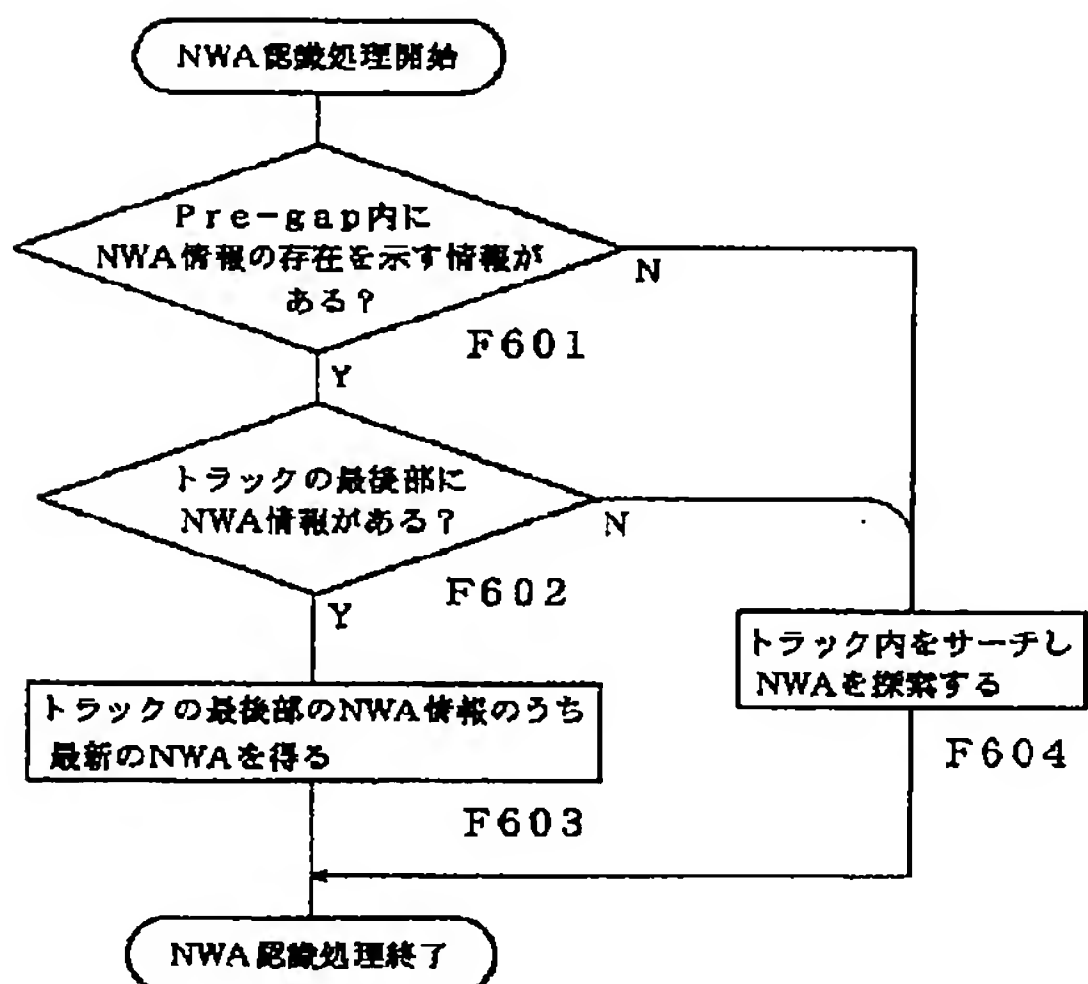 NWA認識処理開始
Pre-gap内に
NWA情報の存在を示す情報が
ある?
N
F601
Y
トラックの最後部に
NWA情報がある?
N
F602
Y
トラック内をサーチし
NWAを探索する
F604
トラックの最後部のNWA情報のうち
最新のNWAを得る
F603
NWA認識処理終了